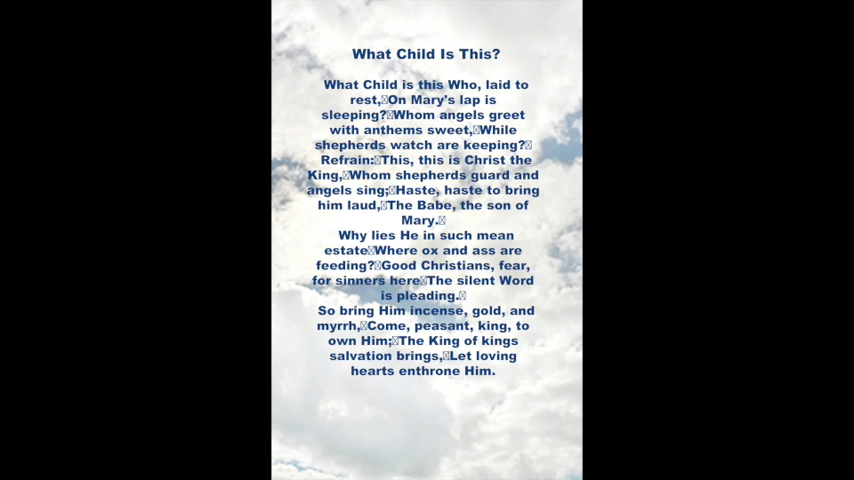 What Child Is This?
What Child is this Who, laid to
rest,On Mary's lap is
sleeping?Whom angels greet
with anthems sweet,While
shepherds watch are keeping?
Refrain:This, this is Christ the
King,Whom shepherds guard and
angels sing;Haste, haste to bring
him laud,The Babe, the son of
Mary.
Why lies He in such mean
estateWhere ox and ass are
feeding?Good Christians, fear,
for sinners hereThe silent Word
is pleading.
So bring Him incense, gold, and
myrrh,Come, peasant, king, to
own Him;The King of kings
salvation brings,Let loving
hearts enthrone Him.